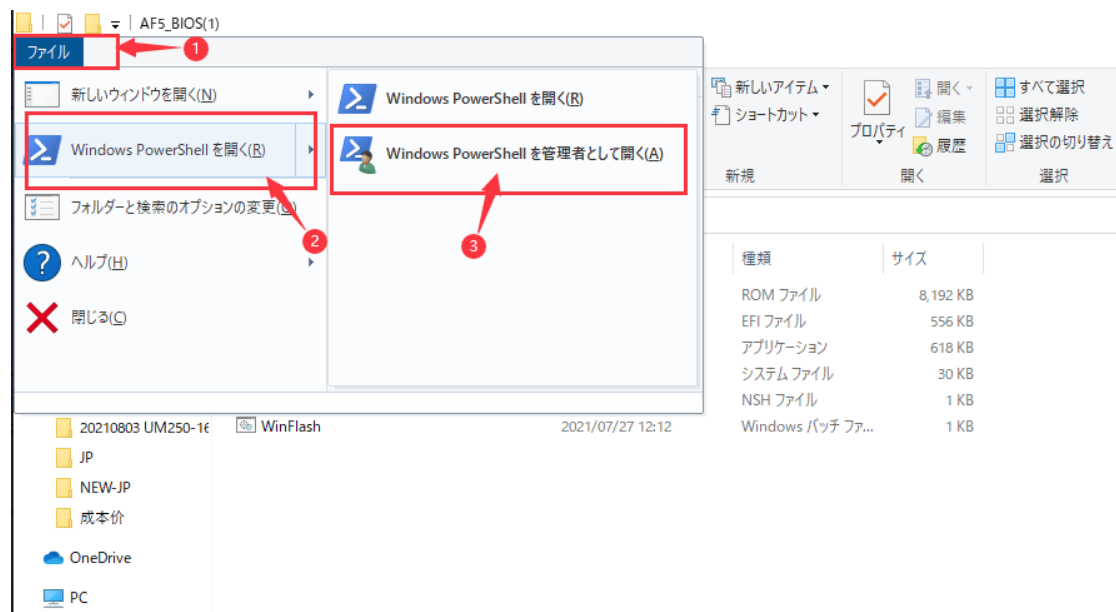 AF5_BIOS(1)
ファイル
1
新しいウィンドウを開く(N)
Windows PowerShell を開く(R)
フォルダーと検索のオプションの変更(O)
ヘルプ(H)
閉じる(C)
2
Windows PowerShell を開く(R)
Windows PowerShell を管理者として開く(A)
3
新しいアイテム
ショートカット
新規
プロパティ
開く
編集
履歴
開く
すべて選択
選択解除
選択の切り替え
選択
種類 サイズ
ROM ファイル 8,192 KB
EFI ファイル 556 KB
アプリケーション 618 KB
システム ファイル 30 KB
NSH ファイル 1 KB
WinFlash 2021/07/27 12:12 Windows バッチ ファ... 1 KB
20210803 UM250-16
JP
NEW-JP
成本价
OneDrive
PC